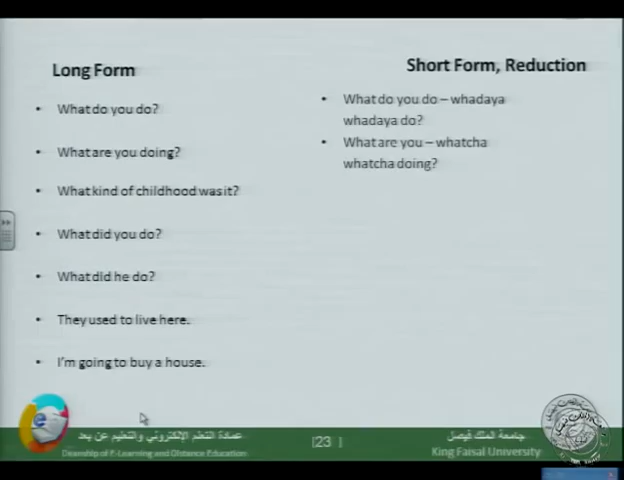 Long Form
What do you do?
What are you doing?
What kind of childhood was it?
What did you do?
What did he do?
They used to live here.
I'm going to buy a house.
Short Form, Reduction
What do you do – whadaya
whadaya do?
What are you – whatcha
whatcha doing?
عمادة التعلم الإلكتروني والتعليم عن بعد
Deanship of E-Learning and Distance Education
23
جامعة الملك فيصل
King Faisal University